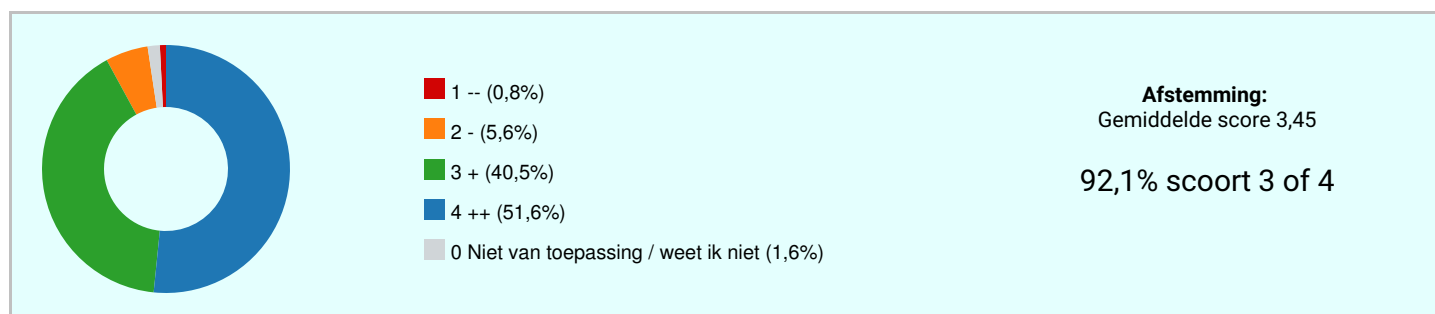 1 -- (0,8%)
2 - (5,6%)
3 + (40,5%)
4 ++ (51,6%)
0 Niet van toepassing / weet ik niet (1,6%)
Afstemming:
Gemiddelde score 3,45
92,1% scoort 3 of 4